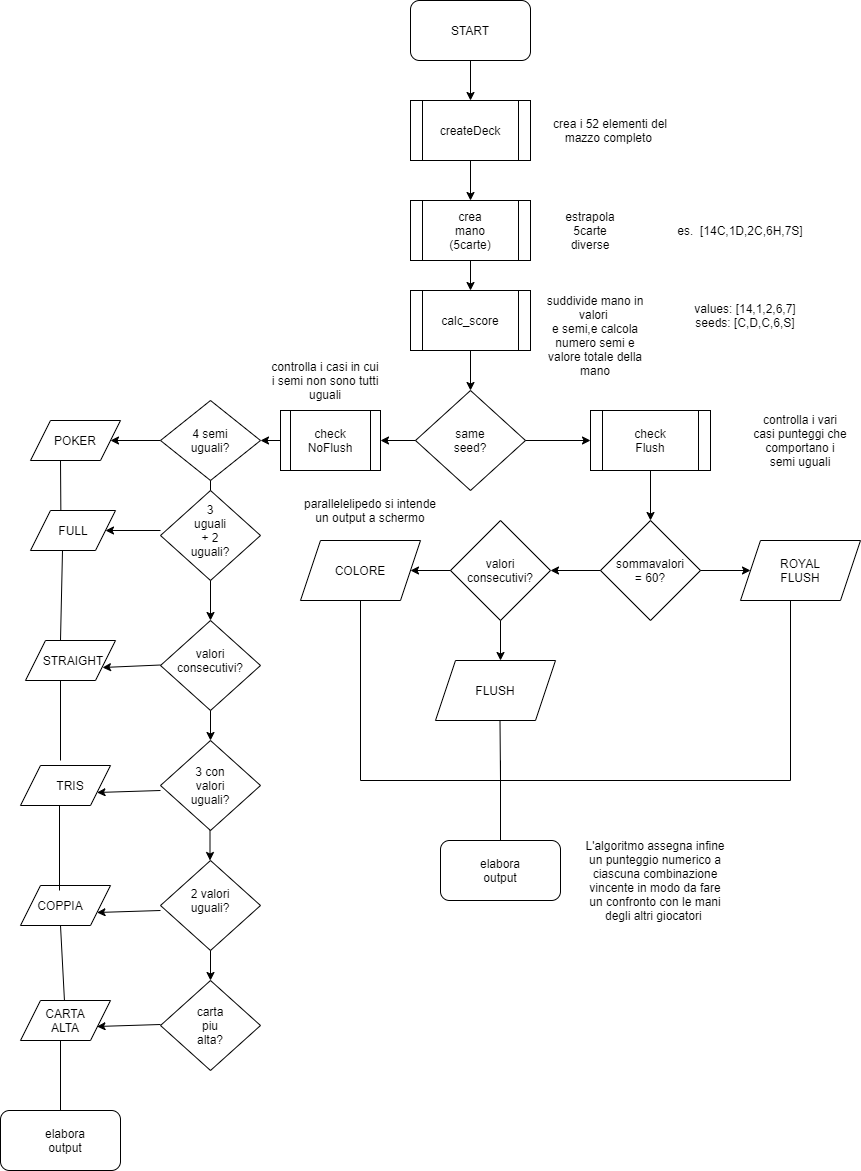 START
createDeck
crea i 52 elementi del
mazzo completo
crea
mano
(5carte)
estrapola
5carte
diverse
es.  [14C,1D,2C,6H,7S]
calc_score
suddivide mano in
valori
e semi,e calcola
numero semi e
valore totale della
mano
values: [14,1,2,6,7]
seeds: [C,D,C,6,S]
controlla i casi in cui
i semi non sono tutti
uguali
POKER
4 semi
uguali?
check
NoFlush
same
seed?
check
Flush
controlla i vari
casi punteggi che
comportano i
semi uguali
FULL
3
uguali
+ 2
uguali?
parallelelipedo si intende
un output a schermo
COLORE
valori
consecutivi?
sommavalori
= 60?
ROYAL
FLUSH
STRAIGHT
valori
consecutivi?
FLUSH
TRIS
3 con
valori
uguali?
elabora
output
L'algoritmo assegna infine
un punteggio numerico a
ciascuna combinazione
vincente in modo da fare
un confronto con le mani
degli altri giocatori
COPPIA
2 valori
uguali?
CARTA
ALTA
carta
piu
alta?
elabora
output